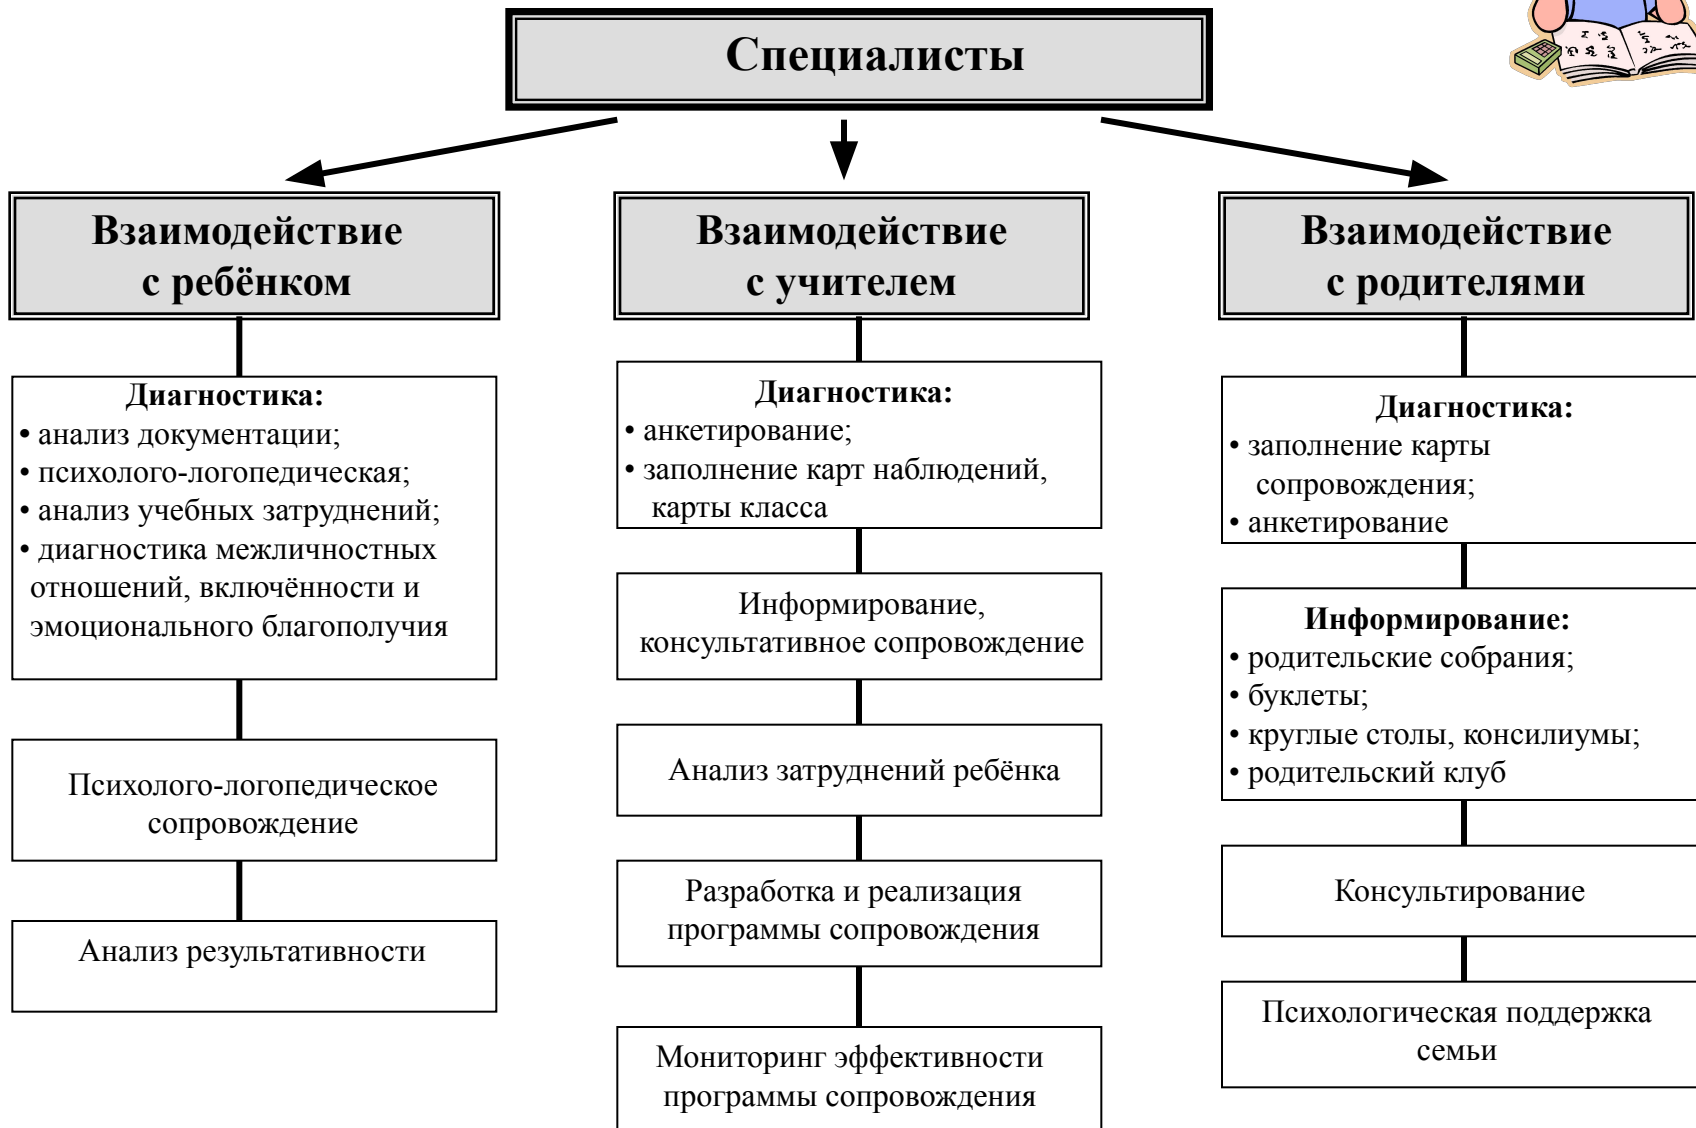 Специалисты
Взаимодействие
с ребёнком
Диагностика:
• анализ документации;
• психолого-логопедическая;
• анализ учебных затруднений;
• диагностика межличностных
отношений, включённости и
эмоционального благополучия
Психолого-логопедическое
сопровождение
Анализ результативности
Взаимодействие
с учителем
Диагностика:
• анкетирование;
• заполнение карт наблюдений,
карты класса
Информирование,
консультативное сопровождение
Анализ затруднений ребёнка
Разработка и реализация
программы сопровождения
Мониторинг эффективности
программы сопровождения
Взаимодействие
с родителями
Диагностика:
• заполнение карты
сопровождения;
• анкетирование
Информирование:
• родительские собрания;
• буклеты;
• круглые столы, консилиумы;
• родительский клуб
Консультирование
Психологическая поддержка
семьи